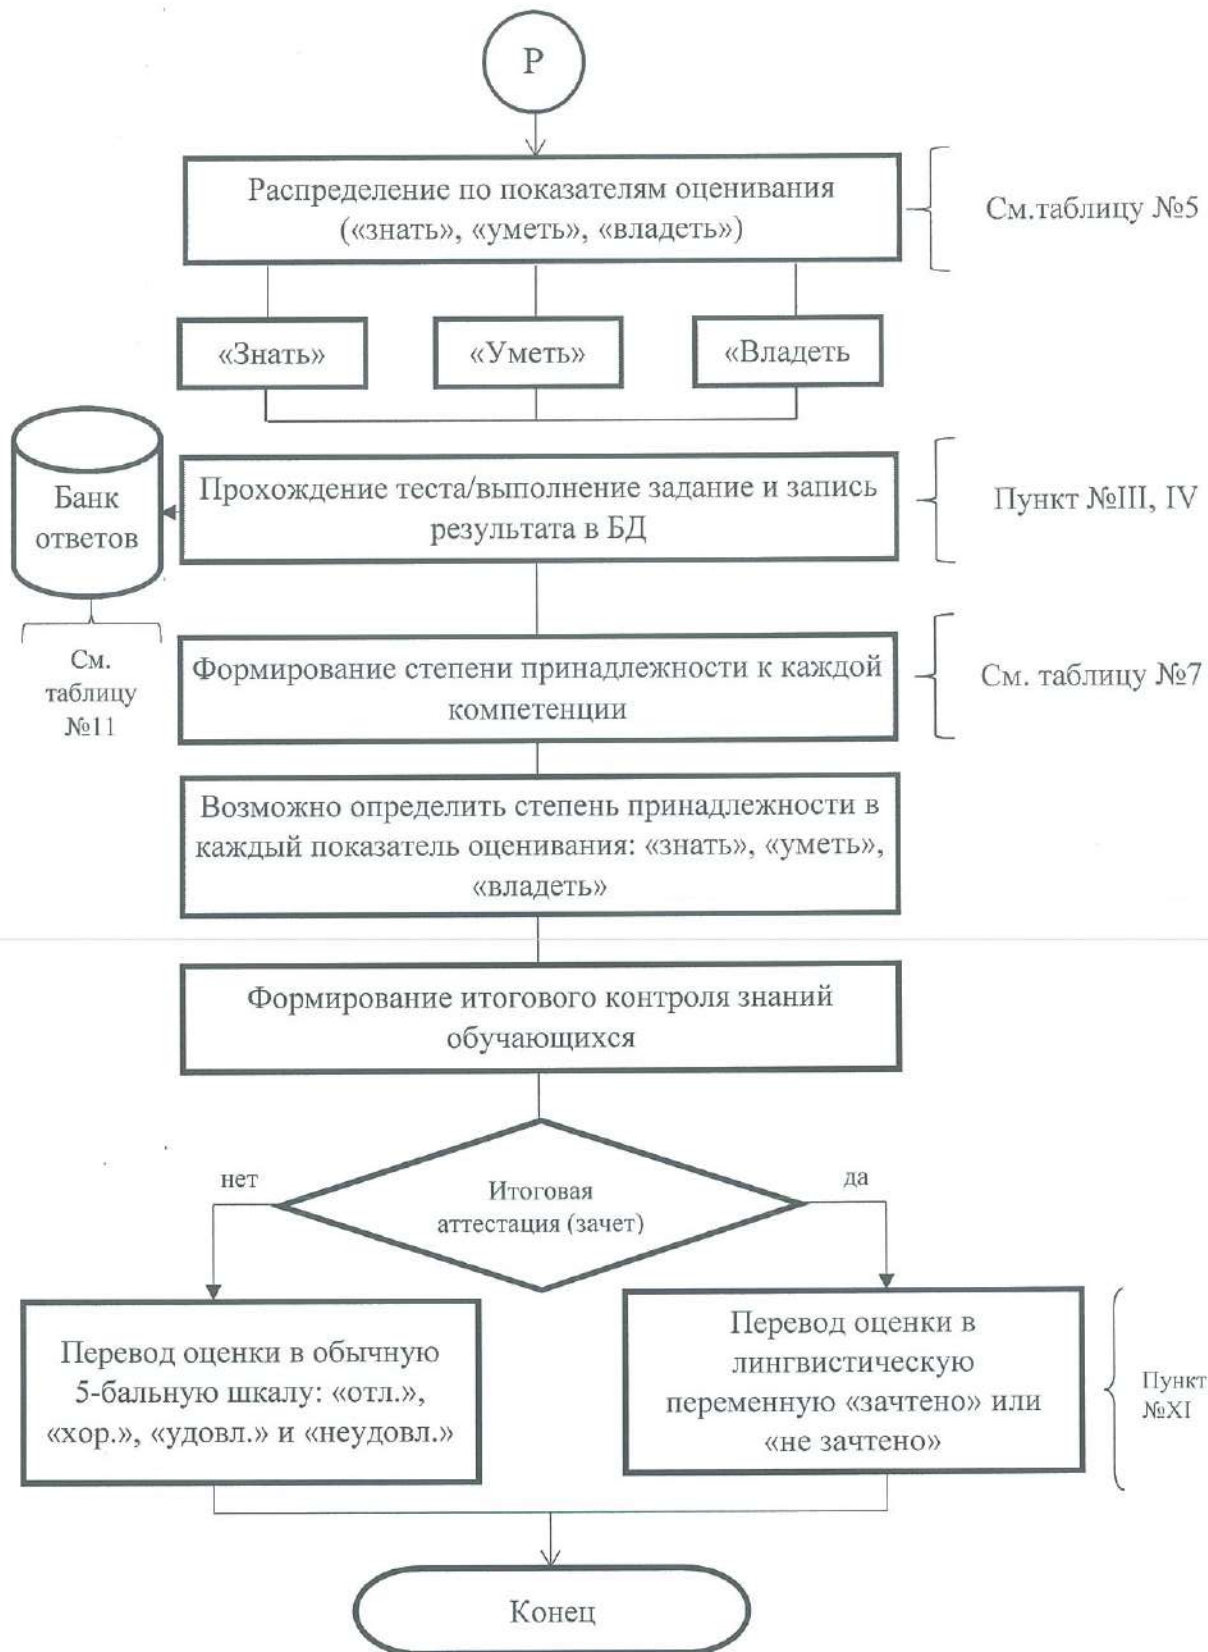 Р
Распределение по показателям оценивания
(«знать», «уметь», «владеть»)
См.таблицу №5
«Знать»
«Уметь»
«Владеть
Банк
ответов
Прохождение теста/выполнение задание и запись
результата в БД
Пункт №III, IV
См.
таблицу
№11
Формирование степени принадлежности к каждой
компетенции
См. таблицу №7
Возможно определить степень принадлежности в
каждый показатель оценивания: «знать», «уметь»,
«владеть»
Формирование итогового контроля знаний
обучающихся
нет
Итоговая
аттестация (зачет)
да
Перевод оценки в обычную
5-бальную шкалу: «отл.»,
«хор.», «удовл.» и «неудовл.»
Перевод оценки в
лингвистическую
переменную «зачтено» или
«не зачтено»
Пункт
№XI
Конец